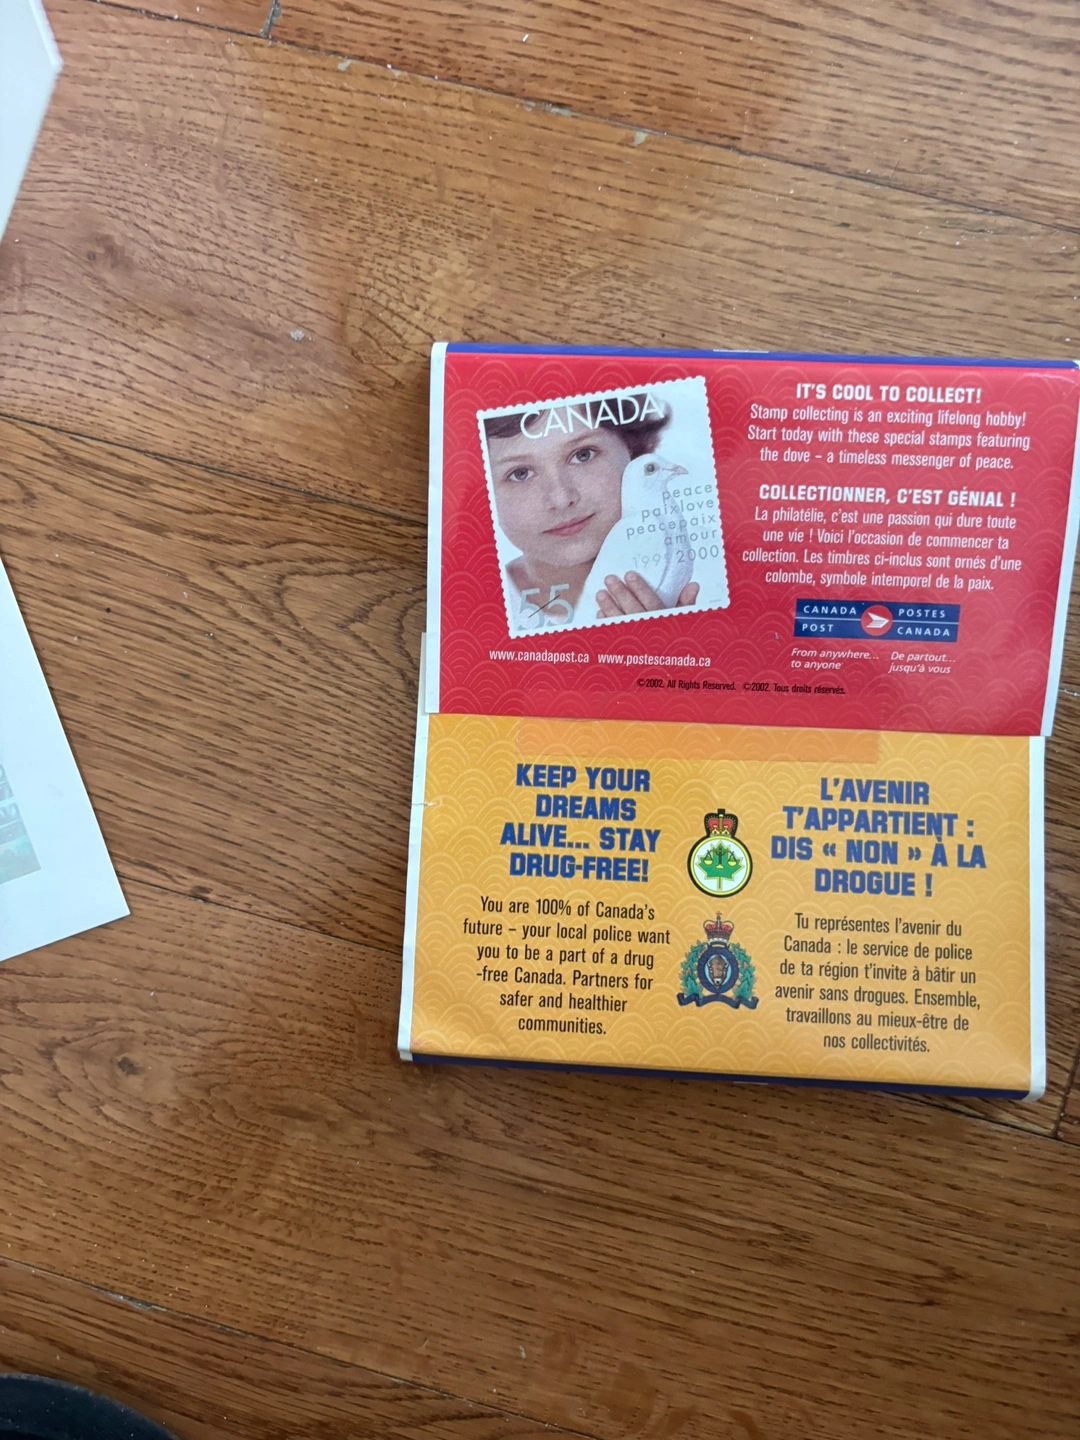 CANADA
peace
paixlove
peacepaix
amour
1999 2000
55
www.canadapost.ca www.postescanada.ca
IT'S COOL TO COLLECT!
Stamp collecting is an exciting lifelong hobby!
Start today with these special stamps featuring
the dove – a timeless messenger of peace.
COLLECTIONNER, C'EST GÉNIAL !
La philatélie, c'est une passion qui dure toute
une vie ! Voici l'occasion de commencer ta
collection. Les timbres ci-inclus sont ornés d'une
colombe, symbole intemporel de la paix.
CANADA POSTES
POST CANADA
From anywhere... De partout...
to anyone jusqu'à vous
©2002. All Rights Reserved. ©2002. Tous droits réservés.
KEEP YOUR
DREAMS
ALIVE... STAY
DRUG-FREE!
You are 100% of Canada's
future – your local police want
you to be a part of a drug
-free Canada. Partners for
safer and healthier
communities.
L'AVENIR
T'APPARTIENT :
DIS « NON » À LA
DROGUE !
Tu représentes l'avenir du
Canada : le service de police
de ta région t'invite à bâtir un
avenir sans drogues. Ensemble,
travaillons au mieux-être de
nos collectivités.